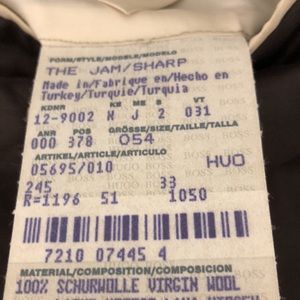 FORM/STYLE/MODELE/MODELO
THE JAM/SHARP
Made in/Fabriqué en/Hecho en
Turkey/Turquie/Turquia
KDNR KE ME S VT
12-9002 N J 2 031
ANR POS GRÖSSE/SIZE/TAILLE/TALLA
000 378 054
ARTIKEL/ARTICLE/ARTICULO
05695/010 HUO
245 33
R=1196 51 1050
7210 07445 4
MATERIAL/COMPOSITION/COMPOSICION
100% SCHURWOLLE VIRGIN WOOL